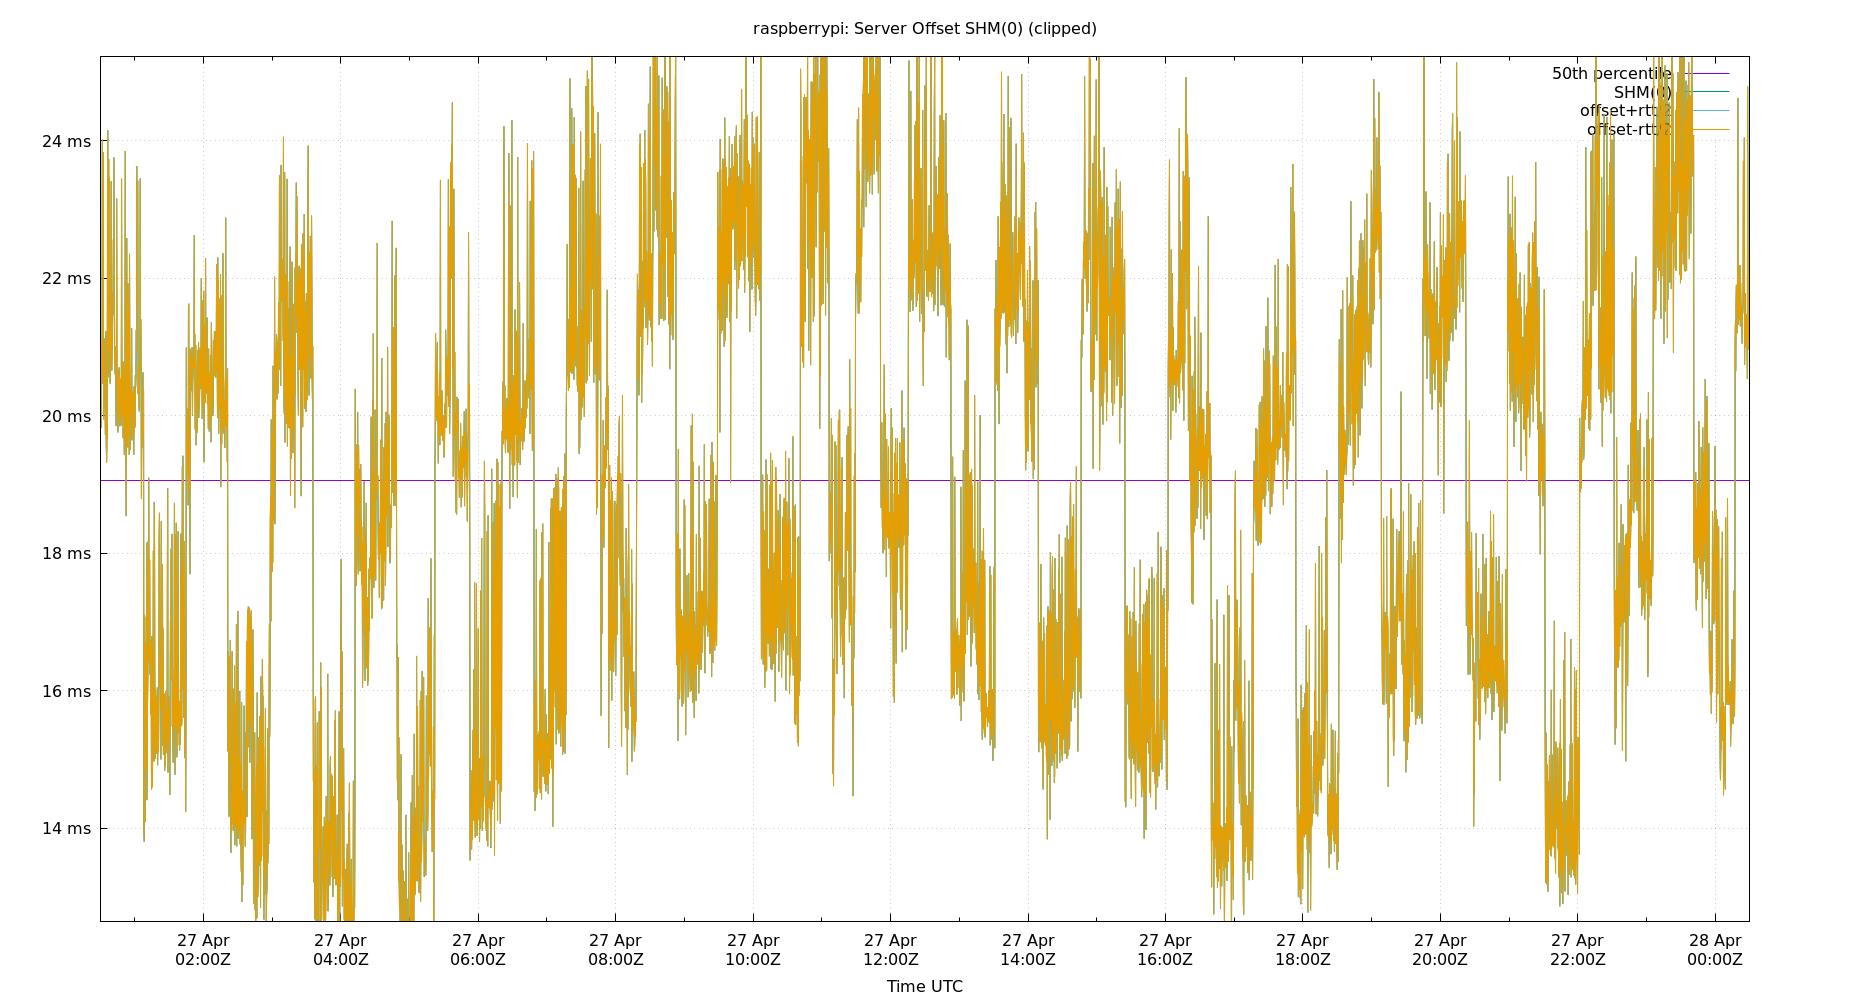 raspberrypi: Server Offset SHM(0) (clipped)
50th percentile
SHM(0)
offset+rtt/2
offset-rtt/2
24 ms
22 ms
20 ms
18 ms
16 ms
14 ms
27 Apr 27 Apr 27 Apr 27 Apr 27 Apr 27 Apr 27 Apr 27 Apr 27 Apr 27 Apr 27 Apr 28 Apr
02:00Z 04:00Z 06:00Z 08:00Z 10:00Z 12:00Z 14:00Z 16:00Z 18:00Z 20:00Z 22:00Z 00:00Z
Time UTC